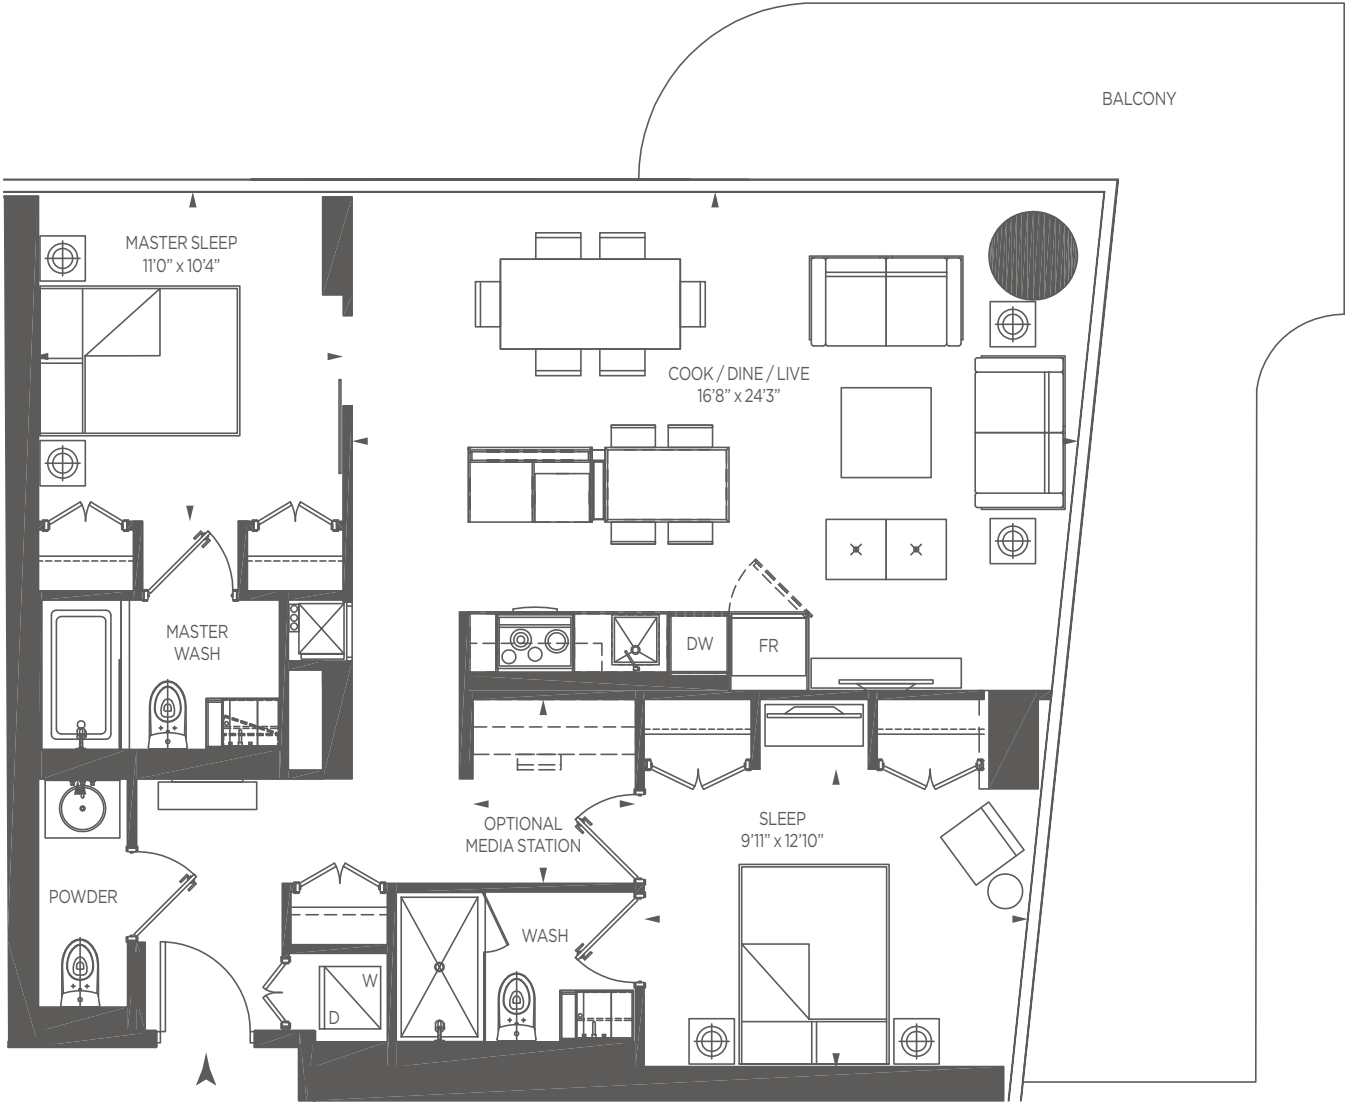 BALCONY
MASTER SLEEP
11'0" x 10'4"
COOK / DINE / LIVE
16'8" x 24'3"
MASTER
WASH
DW
FR
OPTIONAL
MEDIA STATION
SLEEP
9'11" x 12'10"
POWDER
WASH
W
D